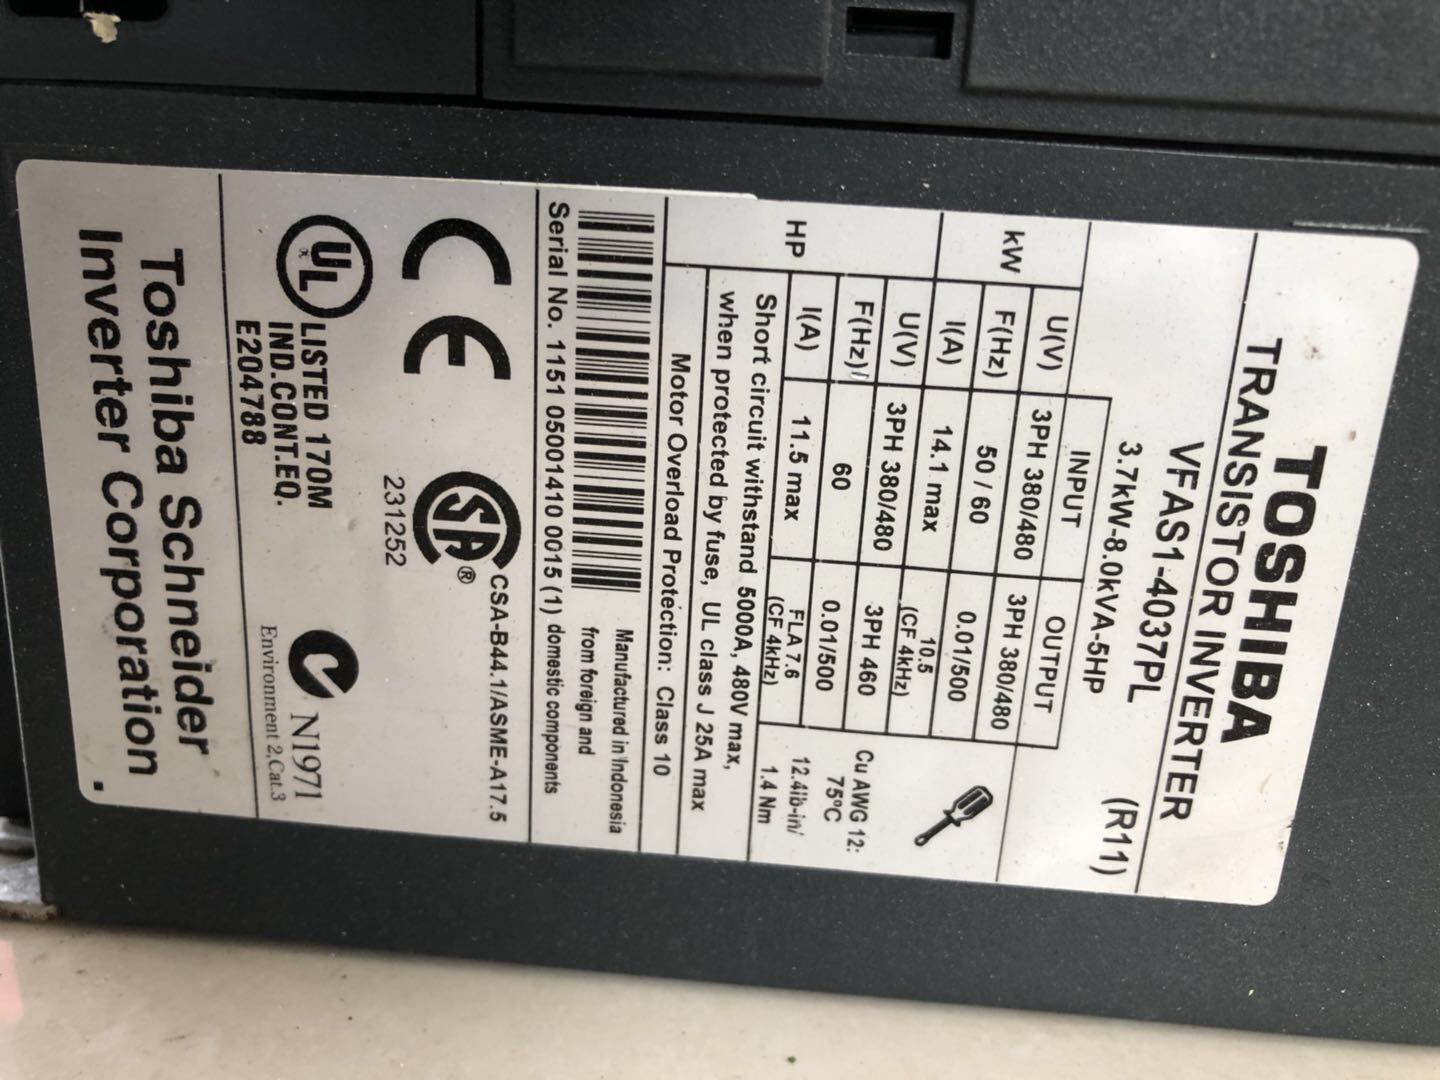 TOSHIBA
TRANSISTOR INVERTER
VFAS1-4037PL
3.7kW-8.0kVA-5HP (R11)
INPUT OUTPUT
kW U(V) 3PH 380/480 3PH 380/480
F(Hz) 50 / 60 0.01/500
I(A) 14.1 max 10.5 (CF 4kHz)
HP U(V) 3PH 380/480 3PH 460
F(Hz)/ 60 0.01/500
I(A) 11.5 max FLA 7.6 (CF 4kHz)
Cu AWG 12:
75°C
12.4lb-in/
1.4 Nm
Short circuit withstand 5000A, 480V max,
when protected by fuse, UL class J 25A max
Motor Overload Protection: Class 10
Manufactured in Indonesia
from foreign and
domestic components
Serial No. 1151 05001410 0015 (1)
CE
CSA-B44.1/ASME-A17.5
SA®
231252
UL
LISTED 170M
IND.CONT.EQ.
E204788
N1971
Environment 2,Cat.3
Toshiba Schneider
Inverter Corporation